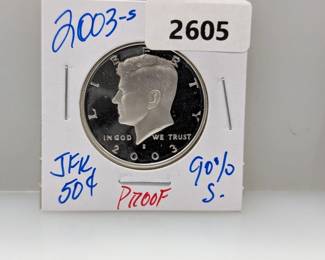 2003-s
2605
LIBERTY
IN GOD WE TRUST
S
2003
JFK
50¢
PROOF
90%
S.